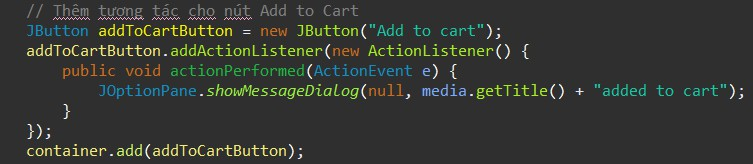 // Thêm tương tác cho nút Add to Cart
JButton addToCartButton = new JButton("Add to cart");
addToCartButton.addActionListener(new ActionListener() {
    public void actionPerformed(ActionEvent e) {
        JOptionPane.showMessageDialog(null, media.getTitle() + "added to cart");
    }
});
container.add(addToCartButton);